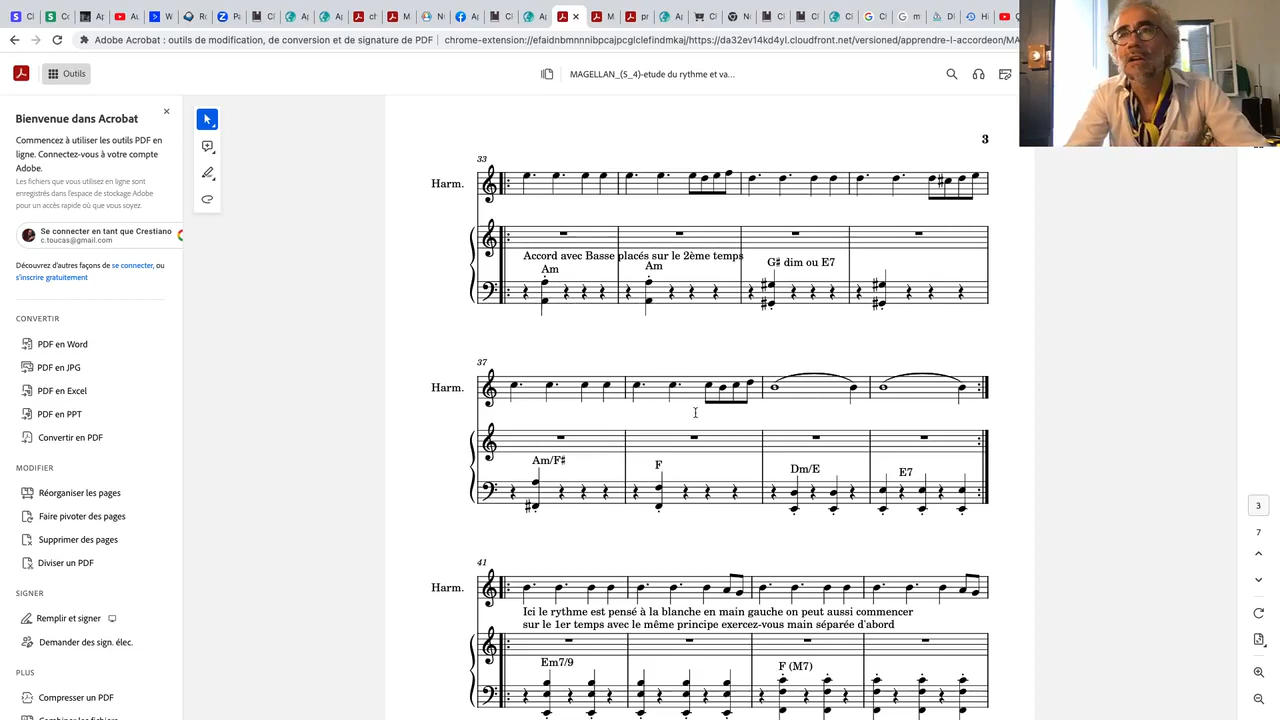 Adobe Acrobat : outils de modification, de conversion et de signature de PDF
chrome-extension://efaidnbmnnnibpcajpcglclefindmkaj/https://da32ev14kd4yl.cloudfront.net/versioned/apprendre-l-accordeon/MA
Outils
MAGELLAN_(S_4)-etude du rythme et va...
Bienvenue dans Acrobat
Commencez à utiliser les outils PDF en
ligne. Connectez-vous à votre compte
Adobe.
Les fichiers que vous utilisez en ligne sont
enregistrés dans l'espace de stockage Adobe
pour un accès rapide où que vous soyez.
Se connecter en tant que Crestiano
c.toucas@gmail.com
Découvrez d'autres façons de se connecter, ou
s'inscrire gratuitement
CONVERTIR
PDF en Word
PDF en JPG
PDF en Excel
PDF en PPT
Convertir en PDF
MODIFIER
Réorganiser les pages
Faire pivoter des pages
Supprimer des pages
Diviser un PDF
SIGNER
Remplir et signer
Demander des sign. élec.
PLUS
Compresser un PDF
3
33
Harm.
Accord avec Basse placés sur le 2ème temps
Am
Am
G# dim ou E7
37
Harm.
Am/F#
F
Dm/E
E7
41
Harm.
Ici le rythme est pensé à la blanche en main gauche on peut aussi commencer
sur le 1er temps avec le même principe exercez-vous main séparée d'abord
Em7/9
F (M7)
3
7